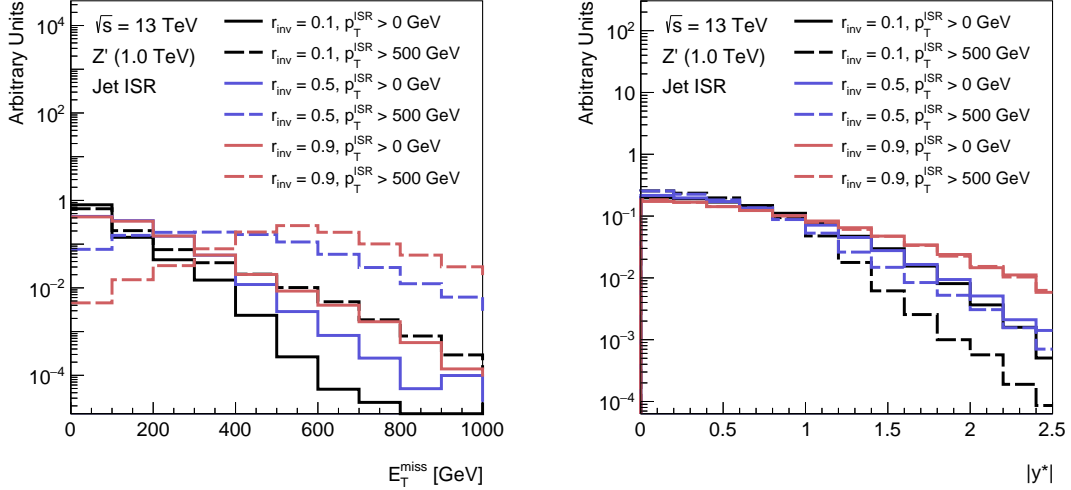 Arbitrary Units
√s = 13 TeV
Z' (1.0 TeV)
Jet ISR
r_inv = 0.1, p_T^ISR > 0 GeV
r_inv = 0.1, p_T^ISR > 500 GeV
r_inv = 0.5, p_T^ISR > 0 GeV
r_inv = 0.5, p_T^ISR > 500 GeV
r_inv = 0.9, p_T^ISR > 0 GeV
r_inv = 0.9, p_T^ISR > 500 GeV
10^4
10^2
1
10^−2
10^−4
0 200 400 600 800 1000
E_T^miss [GeV]
Arbitrary Units
√s = 13 TeV
Z' (1.0 TeV)
Jet ISR
r_inv = 0.1, p_T^ISR > 0 GeV
r_inv = 0.1, p_T^ISR > 500 GeV
r_inv = 0.5, p_T^ISR > 0 GeV
r_inv = 0.5, p_T^ISR > 500 GeV
r_inv = 0.9, p_T^ISR > 0 GeV
r_inv = 0.9, p_T^ISR > 500 GeV
10^2
10
1
10^−1
10^−2
10^−3
10^−4
0 0.5 1 1.5 2 2.5
|y*|